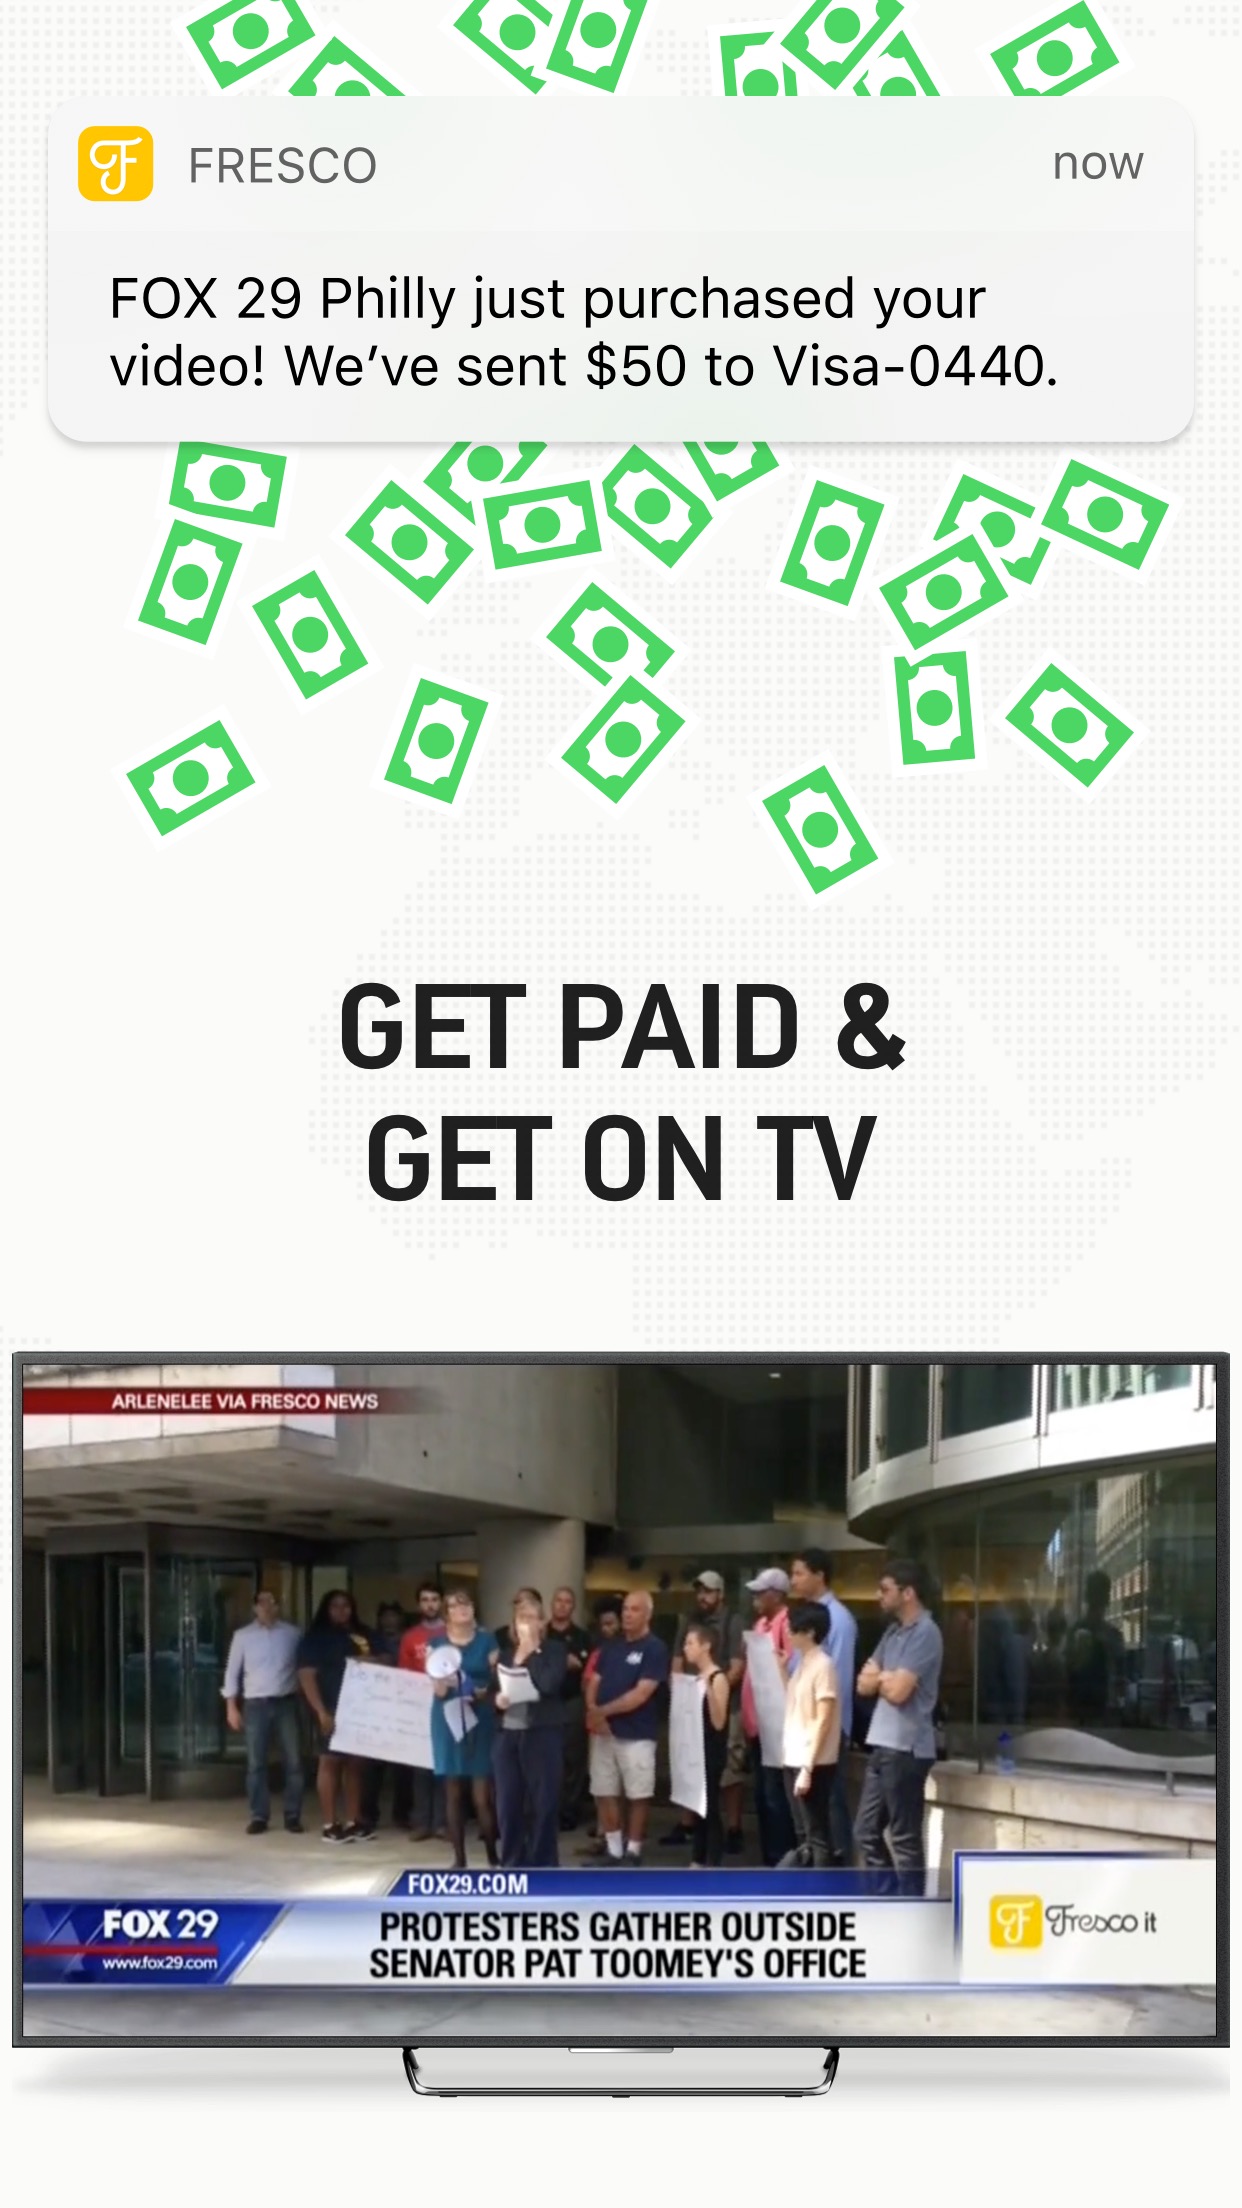 FRESCO
now
FOX 29 Philly just purchased your
video! We’ve sent $50 to Visa-0440.
GET PAID &
GET ON TV
ARLENELEE VIA FRESCO NEWS
FOX29.COM
FOX 29
www.fox29.com
PROTESTERS GATHER OUTSIDE
SENATOR PAT TOOMEY'S OFFICE
Fresco it